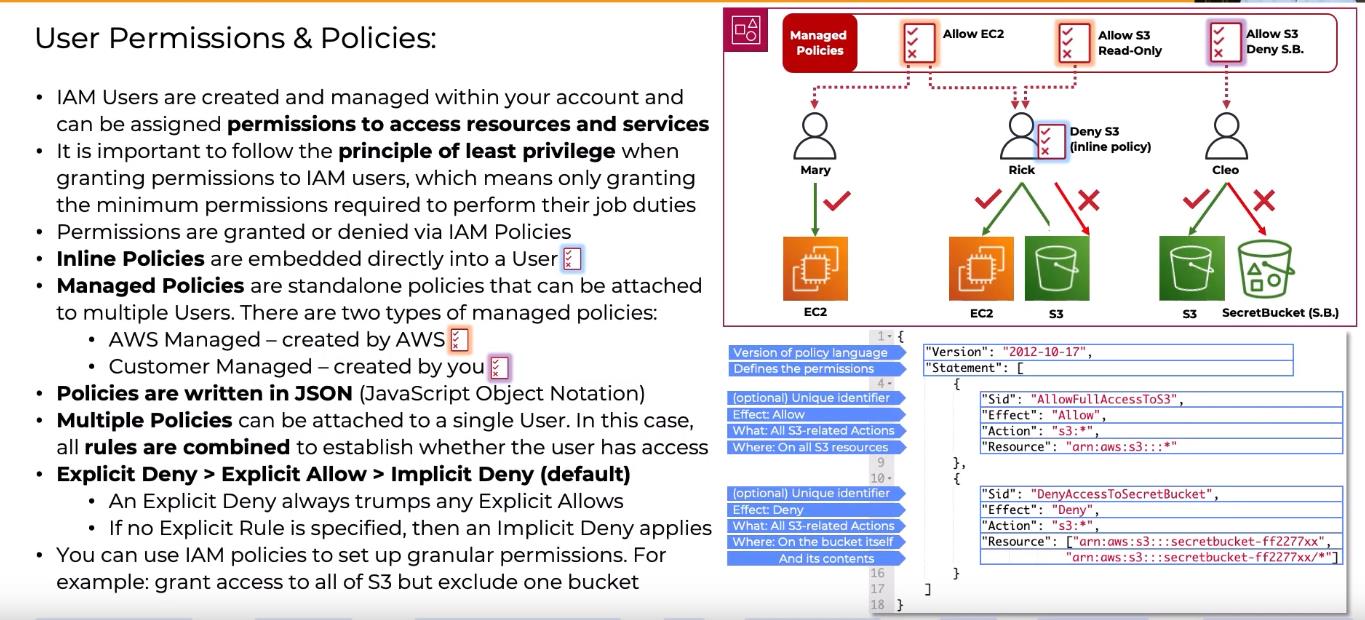 User Permissions & Policies:
• IAM Users are created and managed within your account and
can be assigned permissions to access resources and services
• It is important to follow the principle of least privilege when
granting permissions to IAM users, which means only granting
the minimum permissions required to perform their job duties
• Permissions are granted or denied via IAM Policies
• Inline Policies are embedded directly into a User
• Managed Policies are standalone policies that can be attached
to multiple Users. There are two types of managed policies:
• AWS Managed – created by AWS
• Customer Managed – created by you
• Policies are written in JSON (JavaScript Object Notation)
• Multiple Policies can be attached to a single User. In this case,
all rules are combined to establish whether the user has access
• Explicit Deny > Explicit Allow > Implicit Deny (default)
• An Explicit Deny always trumps any Explicit Allows
• If no Explicit Rule is specified, then an Implicit Deny applies
• You can use IAM policies to set up granular permissions. For
example: grant access to all of S3 but exclude one bucket
Managed
Policies
Allow EC2
Allow S3
Read-Only
Allow S3
Deny S.B.
Deny S3
(inline policy)
Mary
Rick
Cleo
EC2
EC2
S3
S3
SecretBucket (S.B.)
1 {
Version of policy language "Version": "2012-10-17",
Defines the permissions "Statement": [
4 {
(optional) Unique identifier "Sid": "AllowFullAccessToS3",
Effect: Allow "Effect": "Allow",
What: All S3-related Actions "Action": "s3:*",
Where: On all S3 resources "Resource": "arn:aws:s3:::*"
9 },
10 {
(optional) Unique identifier "Sid": "DenyAccessToSecretBucket",
Effect: Deny "Effect": "Deny",
What: All S3-related Actions "Action": "s3:*",
Where: On the bucket itself "Resource": ["arn:aws:s3:::secretbucket-ff2277xx",
And its contents "arn:aws:s3:::secretbucket-ff2277xx/*"]
16 }
17 ]
18 }